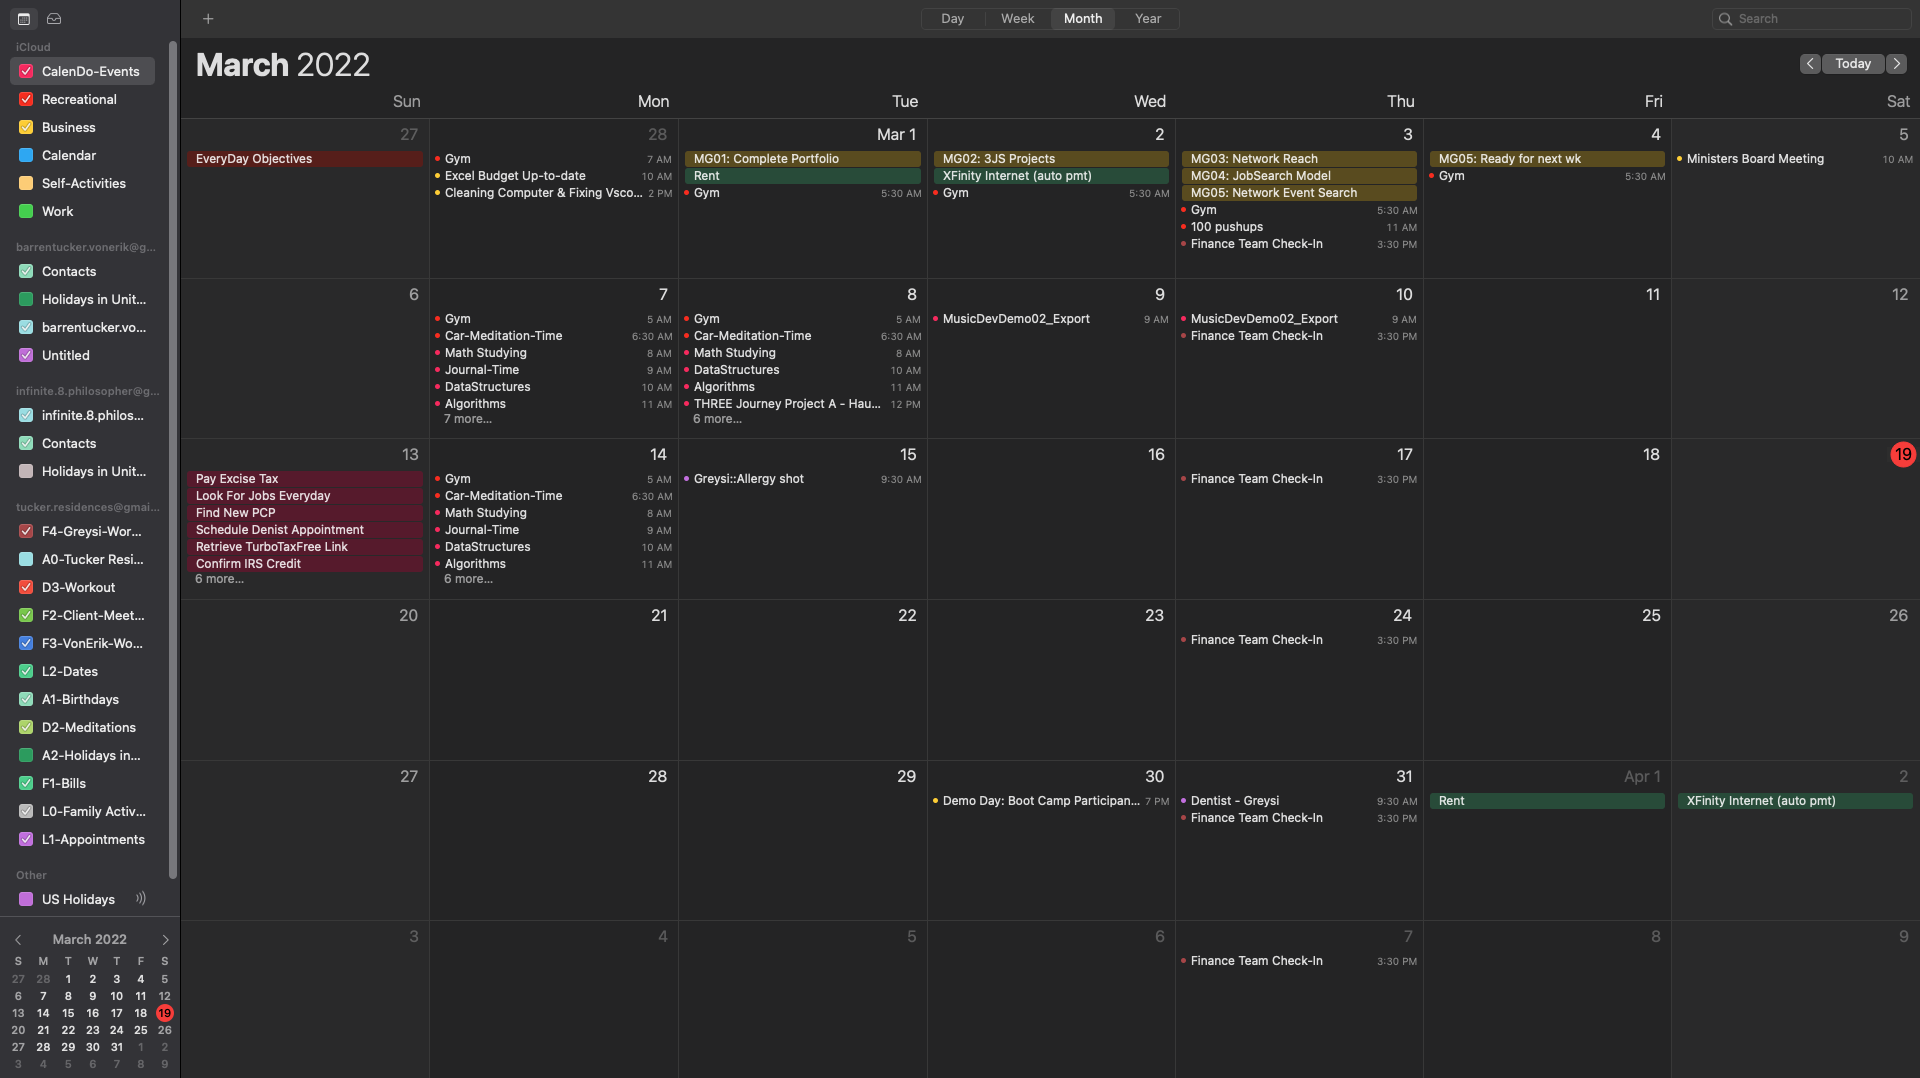 Day Week Month Year
Search
iCloud
CalenDo-Events
Recreational
Business
Calendar
Self-Activities
Work
barrentucker.vonerik@g...
Contacts
Holidays in Unit...
barrentucker.vo...
Untitled
infinite.8.philosopher@g...
infinite.8.philos...
Contacts
Holidays in Unit...
tucker.residences@gmai...
F4-Greysi-Wor...
A0-Tucker Resi...
D3-Workout
F2-Client-Meet...
F3-VonErik-Wo...
L2-Dates
A1-Birthdays
D2-Meditations
A2-Holidays in...
F1-Bills
L0-Family Activ...
L1-Appointments
Other
US Holidays
March 2022
S M T W T F S
27 28 1 2 3 4 5
6 7 8 9 10 11 12
13 14 15 16 17 18 19
20 21 22 23 24 25 26
27 28 29 30 31 1 2
3 4 5 6 7 8 9
March 2022
Today
Sun Mon Tue Wed Thu Fri Sat
27
EveryDay Objectives
28
Gym 7 AM
Excel Budget Up-to-date 10 AM
Cleaning Computer & Fixing Vsco... 2 PM
Mar 1
MG01: Complete Portfolio
Rent
Gym 5:30 AM
2
MG02: 3JS Projects
XFinity Internet (auto pmt)
Gym 5:30 AM
3
MG03: Network Reach
MG04: JobSearch Model
MG05: Network Event Search
Gym 5:30 AM
100 pushups 11 AM
Finance Team Check-In 3:30 PM
4
MG05: Ready for next wk
Gym 5:30 AM
5
Ministers Board Meeting 10 AM
6
7
Gym 5 AM
Car-Meditation-Time 6:30 AM
Math Studying 8 AM
Journal-Time 9 AM
DataStructures 10 AM
Algorithms 11 AM
7 more...
8
Gym 5 AM
Car-Meditation-Time 6:30 AM
Math Studying 8 AM
DataStructures 10 AM
Algorithms 11 AM
THREE Journey Project A - Hau... 12 PM
6 more...
9
MusicDevDemo02_Export 9 AM
10
MusicDevDemo02_Export 9 AM
Finance Team Check-In 3:30 PM
11
12
13
Pay Excise Tax
Look For Jobs Everyday
Find New PCP
Schedule Denist Appointment
Retrieve TurboTaxFree Link
Confirm IRS Credit
6 more...
14
Gym 5 AM
Car-Meditation-Time 6:30 AM
Math Studying 8 AM
Journal-Time 9 AM
DataStructures 10 AM
Algorithms 11 AM
6 more...
15
Greysi::Allergy shot 9:30 AM
16
17
Finance Team Check-In 3:30 PM
18
19
20
21
22
23
24
Finance Team Check-In 3:30 PM
25
26
27
28
29
30
Demo Day: Boot Camp Participan... 7 PM
31
Dentist - Greysi 9:30 AM
Finance Team Check-In 3:30 PM
Apr 1
Rent
2
XFinity Internet (auto pmt)
3
4
5
6
7
Finance Team Check-In 3:30 PM
8
9